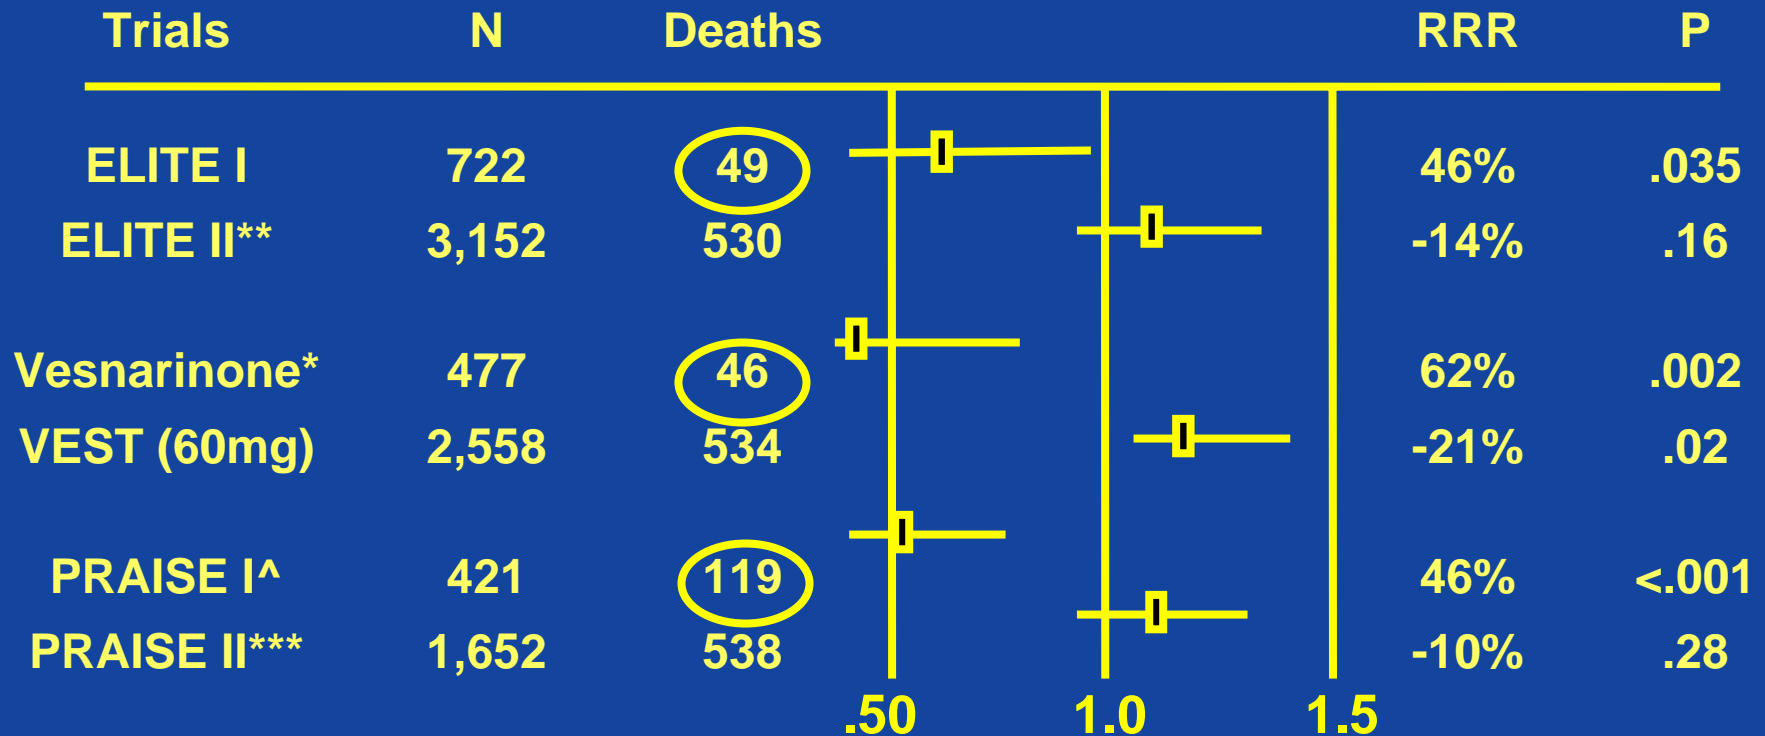 Trials N Deaths RRR P
ELITE I 722 49 46% .035
ELITE II** 3,152 530 -14% .16
Vesnarinone* 477 46 62% .002
VEST (60mg) 2,558 534 -21% .02
PRAISE I^ 421 119 46% <.001
PRAISE II*** 1,652 538 -10% .28
.50 1.0 1.5